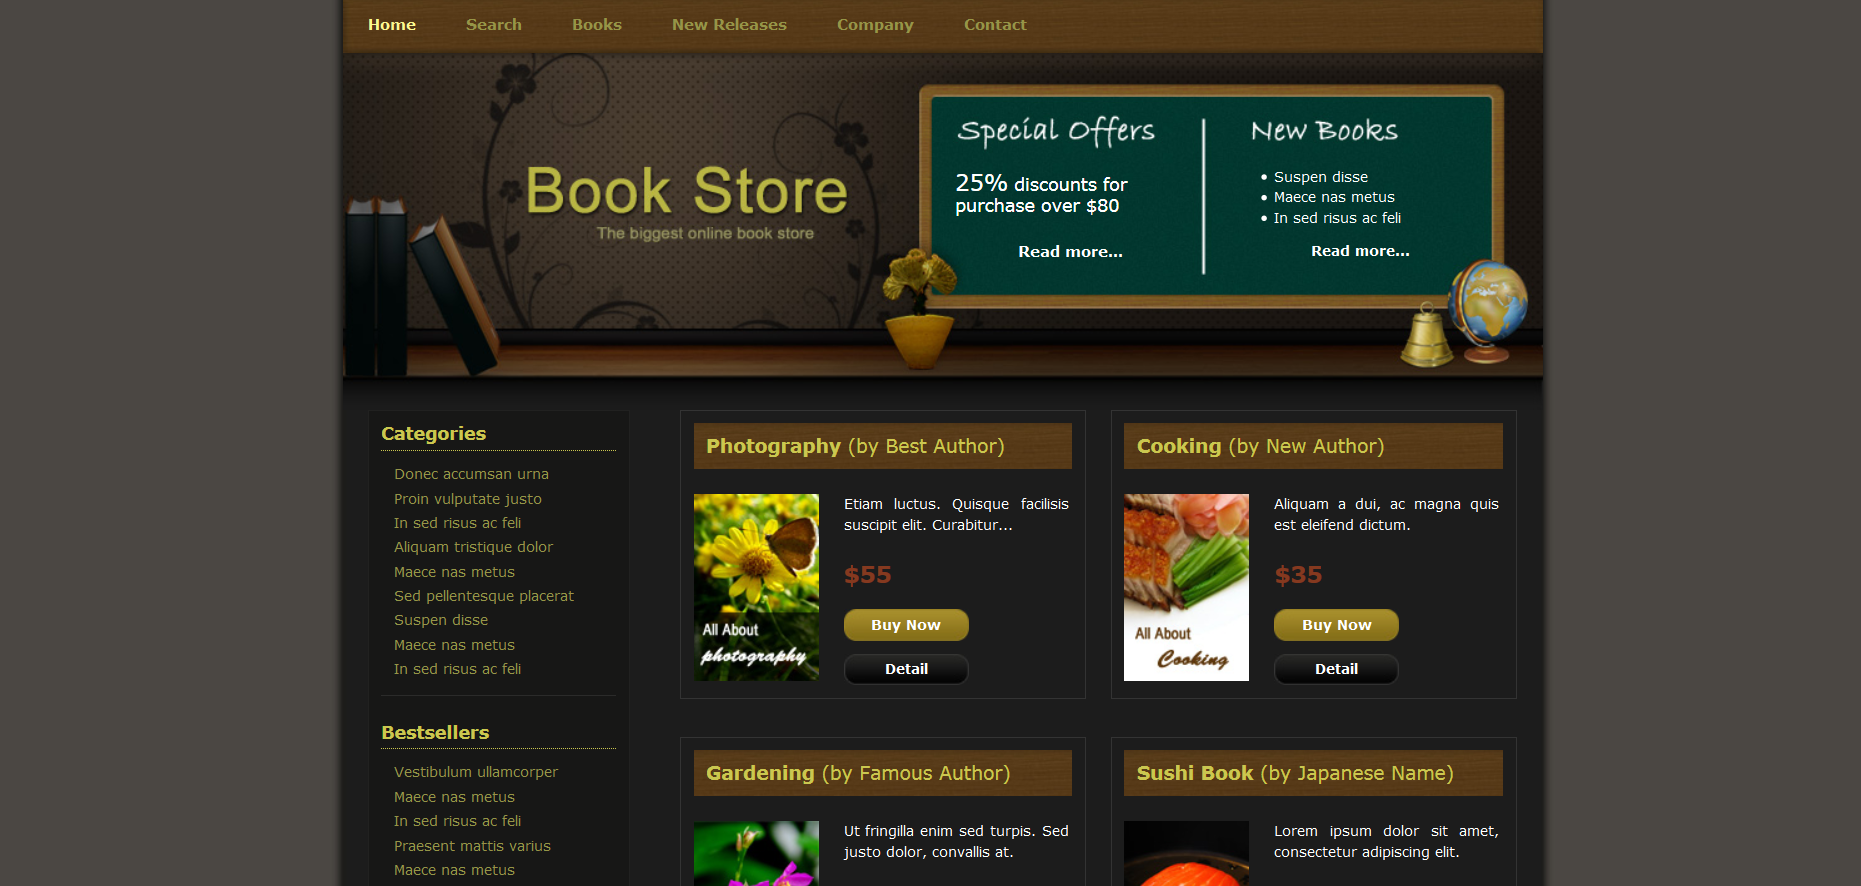 Home Search Books New Releases Company Contact
Book Store
The biggest online book store
Special Offers
25% discounts for
purchase over $80
Read more...
New Books
Suspen disse
Maece nas metus
In sed risus ac feli
Read more...
Categories
Donec accumsan urna
Proin vulputate justo
In sed risus ac feli
Aliquam tristique dolor
Maece nas metus
Sed pellentesque placerat
Suspen disse
Maece nas metus
In sed risus ac feli
Bestsellers
Vestibulum ullamcorper
Maece nas metus
In sed risus ac feli
Praesent mattis varius
Maece nas metus
Photography (by Best Author)
All About
photography
Etiam luctus. Quisque facilisis
suscipit elit. Curabitur...
$55
Buy Now
Detail
Cooking (by New Author)
All About
Cooking
Aliquam a dui, ac magna quis
est eleifend dictum.
$35
Buy Now
Detail
Gardening (by Famous Author)
Ut fringilla enim sed turpis. Sed
justo dolor, convallis at.
Sushi Book (by Japanese Name)
Lorem ipsum dolor sit amet,
consectetur adipiscing elit.